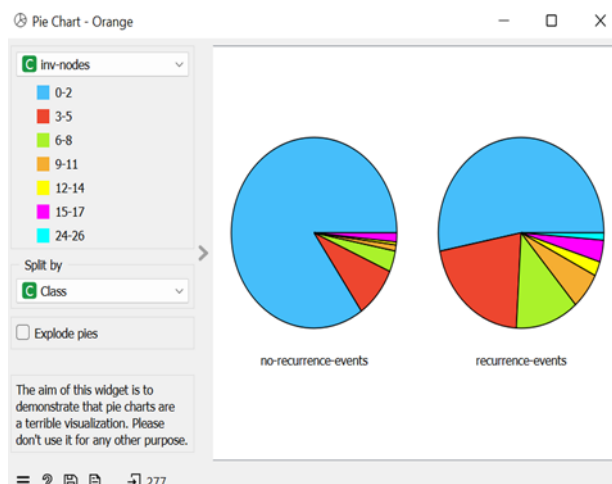 Pie Chart - Orange
C inv-nodes
0-2
3-5
6-8
9-11
12-14
15-17
24-26
Split by
C Class
Explode pies
no-recurrence-events
recurrence-events
The aim of this widget is to
demonstrate that pie charts are
a terrible visualization. Please
don't use it for any other purpose.
277